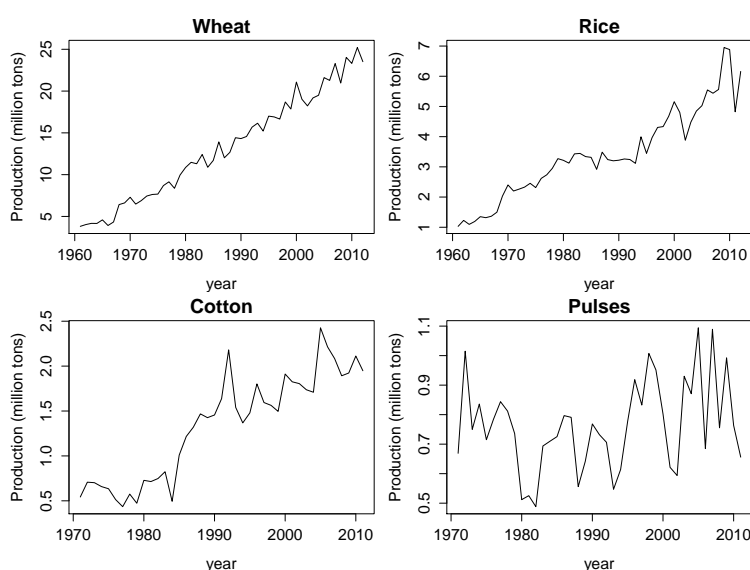 Wheat
Production (million tons)
5 10 15 20 25
1960 1970 1980 1990 2000 2010
year
Rice
Production (million tons)
1 2 3 4 5 6 7
1960 1970 1980 1990 2000 2010
year
Cotton
Production (million tons)
0.5 1.0 1.5 2.0 2.5
1970 1980 1990 2000 2010
year
Pulses
Production (million tons)
0.5 0.7 0.9 1.1
1970 1980 1990 2000 2010
year